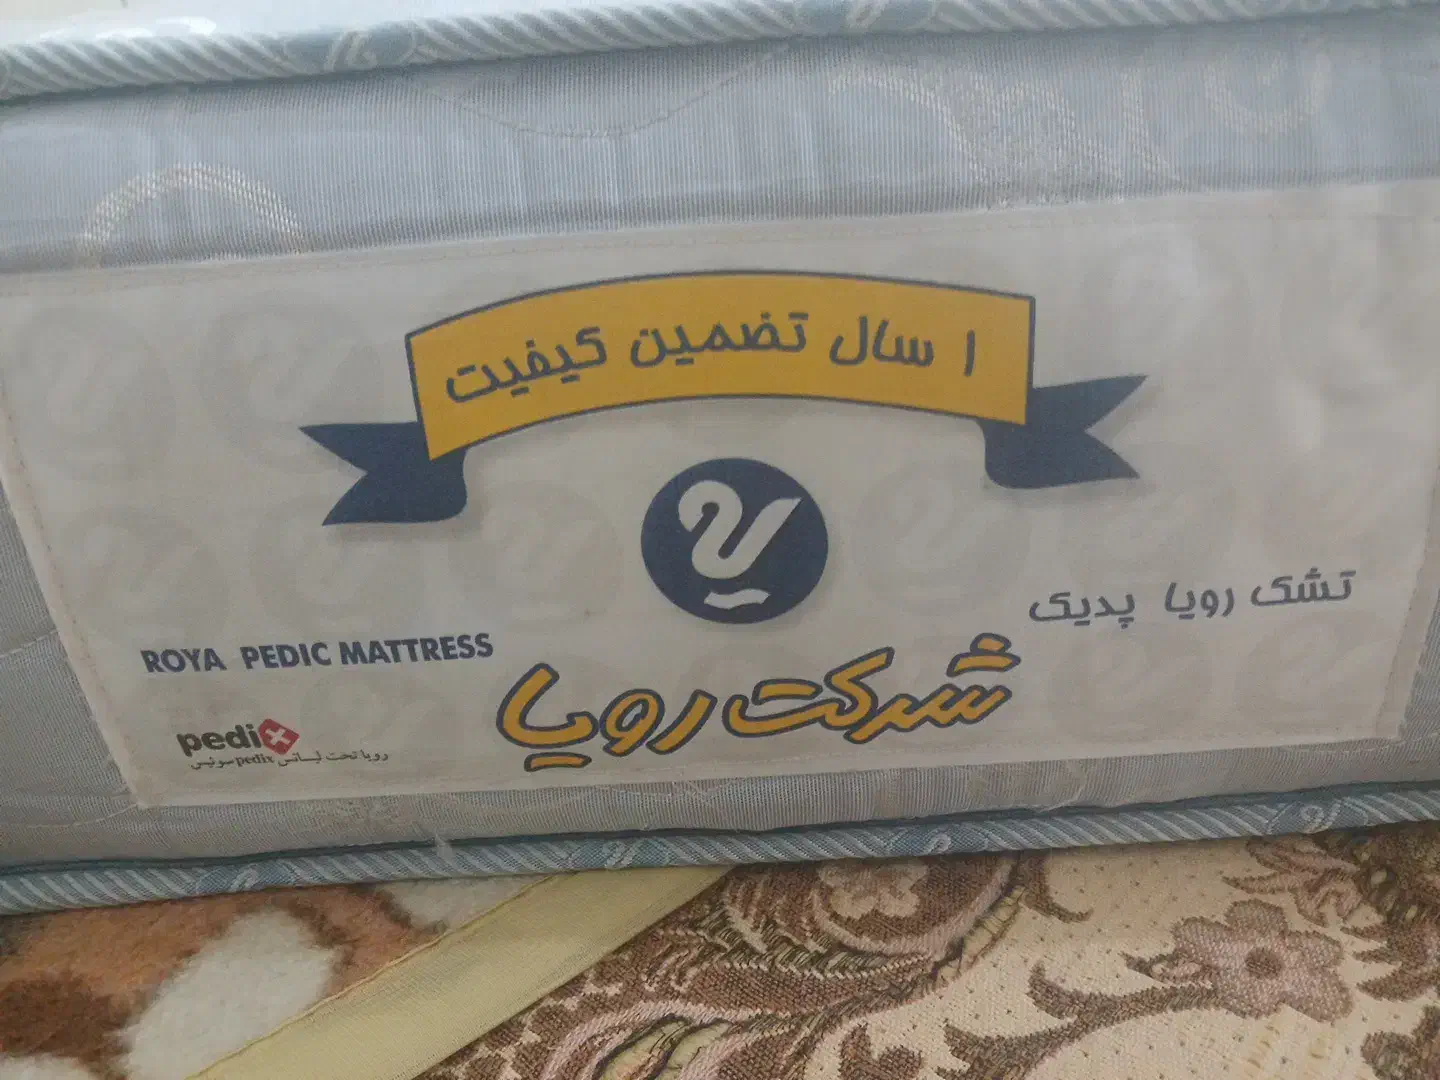 ۱ سال تضمین کیفیت
تشک رویا پدیک
ROYA PEDIC MATTRESS
شرکت رویا
pedix
رویا تحت لیسانس pedix سوئیس